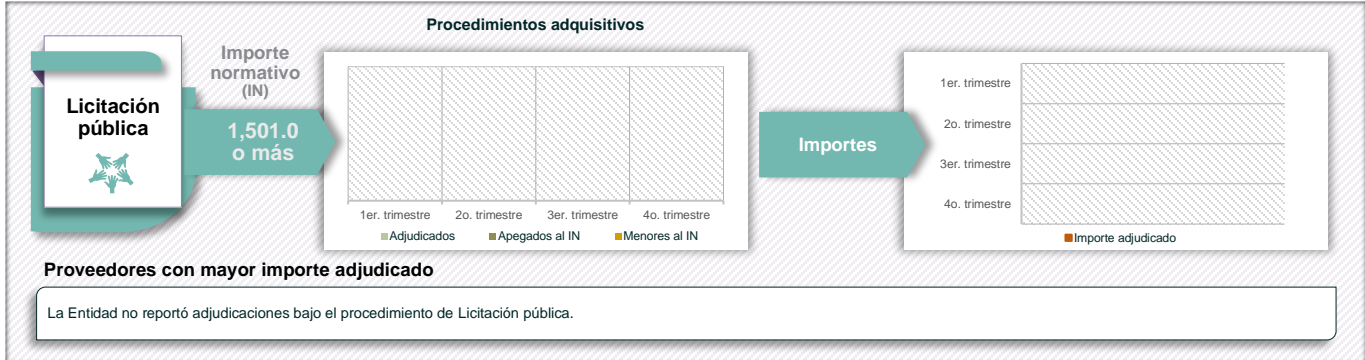 Procedimientos adquisitivos
Licitación
pública
Importe
normativo
(IN)
1,501.0
o más
1er. trimestre 2o. trimestre 3er. trimestre 4o. trimestre
Adjudicados Apegados al IN Menores al IN
Importes
1er. trimestre
2o. trimestre
3er. trimestre
4o. trimestre
Importe adjudicado
Proveedores con mayor importe adjudicado
La Entidad no reportó adjudicaciones bajo el procedimiento de Licitación pública.